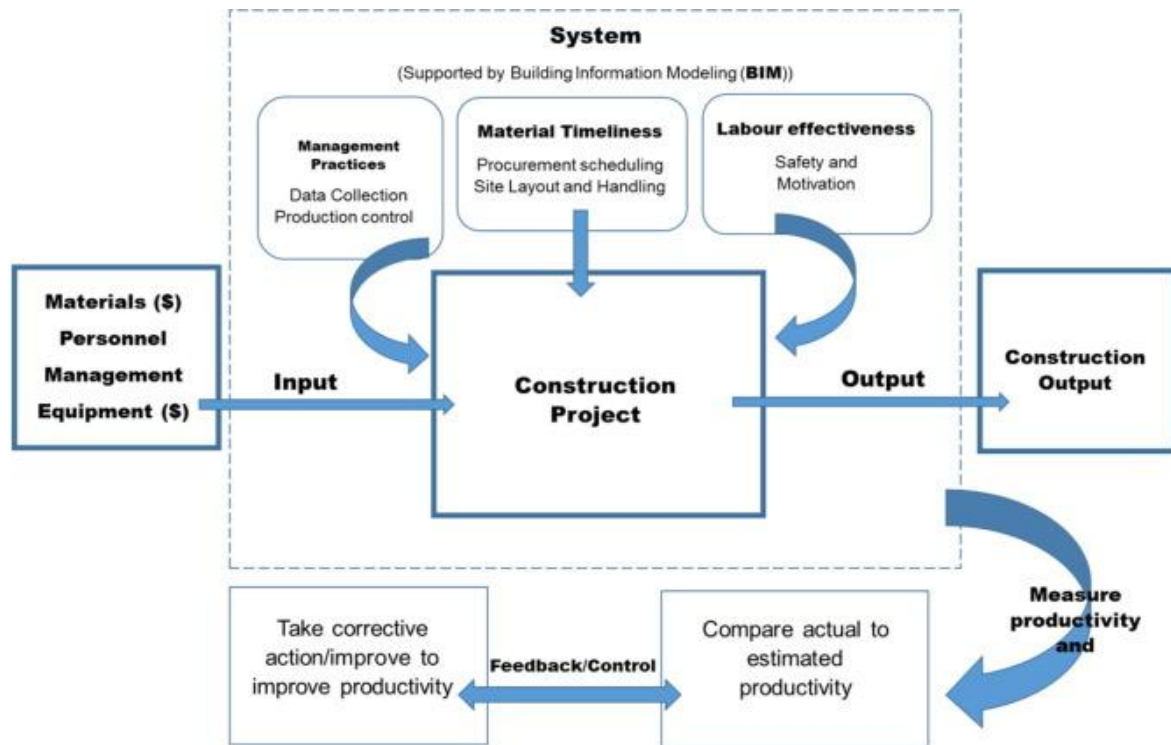 System
(Supported by Building Information Modeling (BIM))
Management
Practices
Data Collection
Production control
Material Timeliness
Procurement scheduling
Site Layout and Handling
Labour effectiveness
Safety and
Motivation
Materials ($)
Personnel
Management
Equipment ($)
Input
Construction
Project
Output
Construction
Output
Measure
productivity
and
Compare actual to
estimated
productivity
Feedback/Control
Take corrective
action/improve to
improve productivity